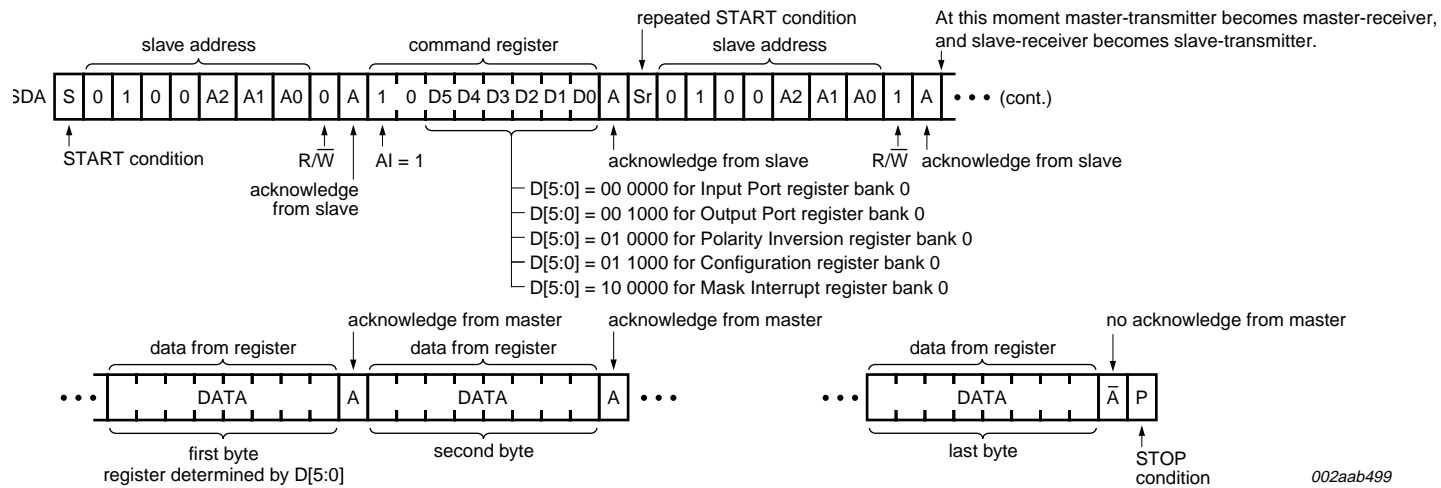 repeated START condition
At this moment master-transmitter becomes master-receiver,
and slave-receiver becomes slave-transmitter.
slave address
command register
slave address
SDA S 0 1 0 0 A2 A1 A0 0 A 1 0 D5 D4 D3 D2 D1 D0 A Sr 0 1 0 0 A2 A1 A0 1 A • • • (cont.)
START condition
R/W̅
AI = 1
acknowledge from slave
R/W̅
acknowledge from slave
acknowledge
from slave
D[5:0] = 00 0000 for Input Port register bank 0
D[5:0] = 00 1000 for Output Port register bank 0
D[5:0] = 01 0000 for Polarity Inversion register bank 0
D[5:0] = 01 1000 for Configuration register bank 0
D[5:0] = 10 0000 for Mask Interrupt register bank 0
acknowledge from master
acknowledge from master
no acknowledge from master
data from register
data from register
data from register
• • • DATA A DATA A • • • • • • DATA A̅ P
first byte
register determined by D[5:0]
second byte
last byte
STOP
condition
002aab499